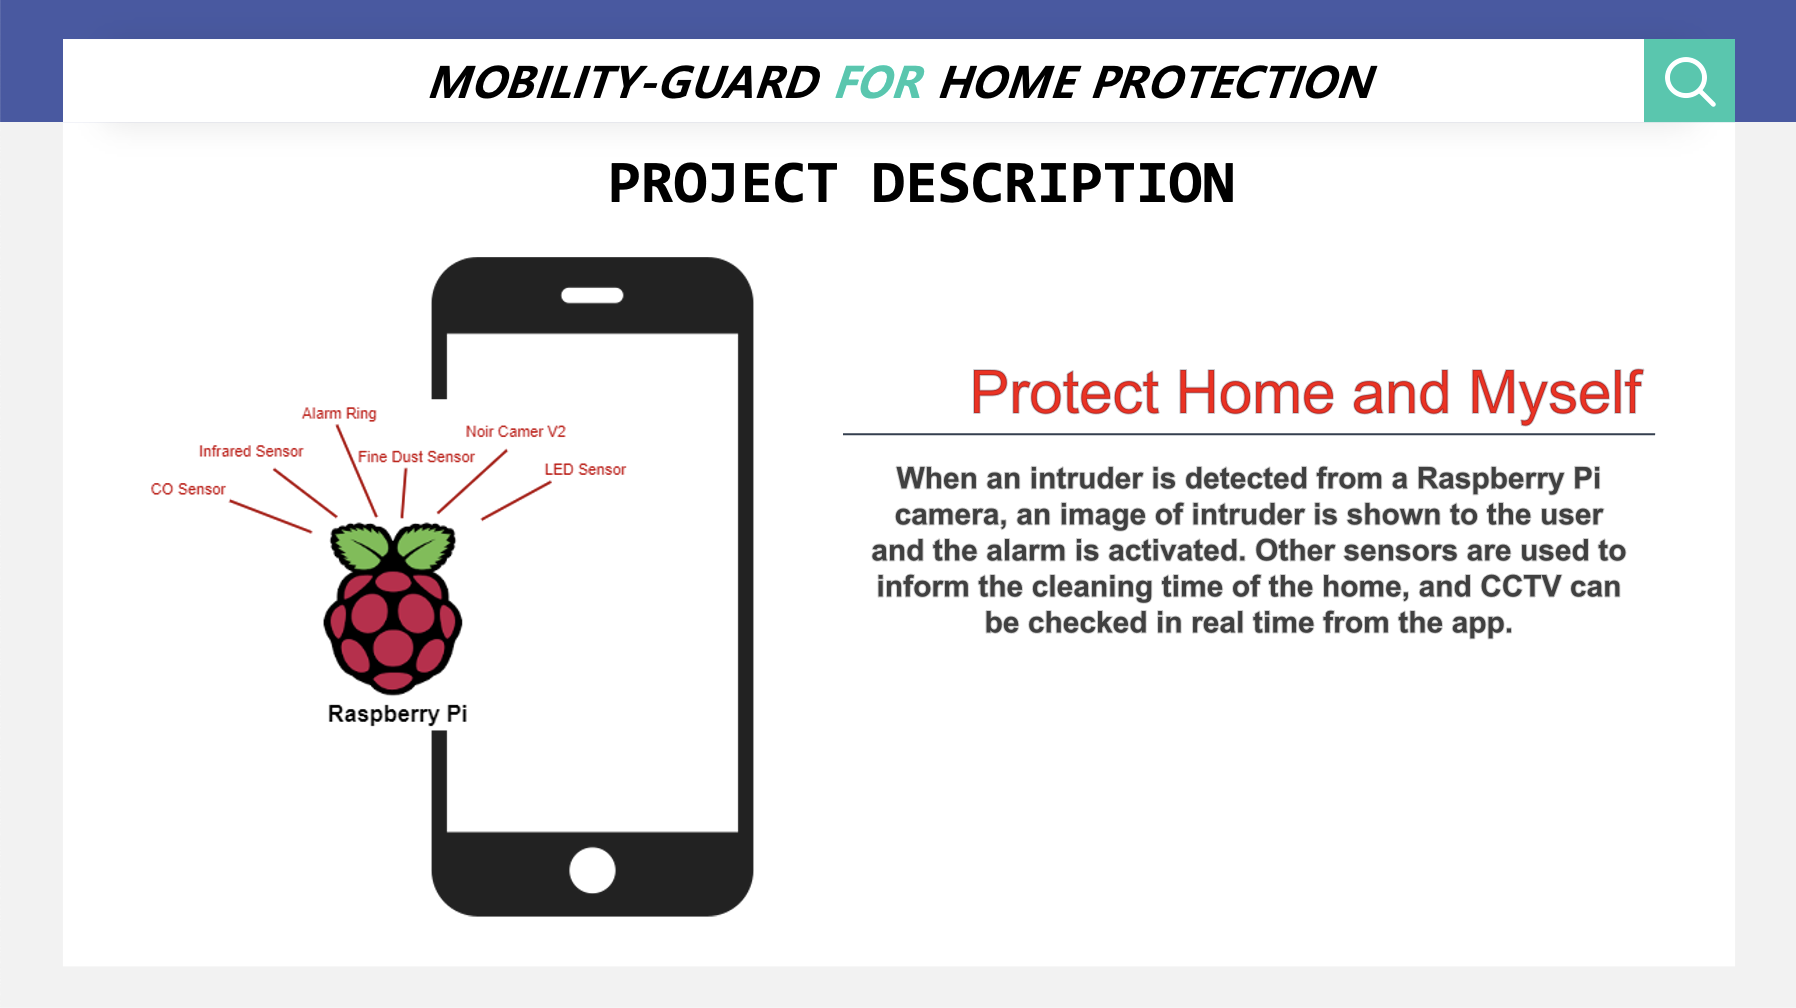 MOBILITY-GUARD FOR HOME PROTECTION
PROJECT DESCRIPTION
Alarm Ring
Noir Camer V2
Infrared Sensor
Fine Dust Sensor
LED Sensor
CO Sensor
Raspberry Pi
Protect Home and Myself
When an intruder is detected from a Raspberry Pi
camera, an image of intruder is shown to the user
and the alarm is activated. Other sensors are used to
inform the cleaning time of the home, and CCTV can
be checked in real time from the app.